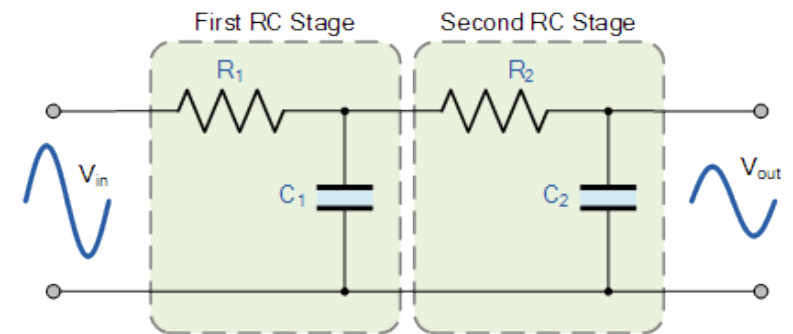 First RC Stage
Second RC Stage
R₁
R₂
Vin
C₁
C₂
Vout